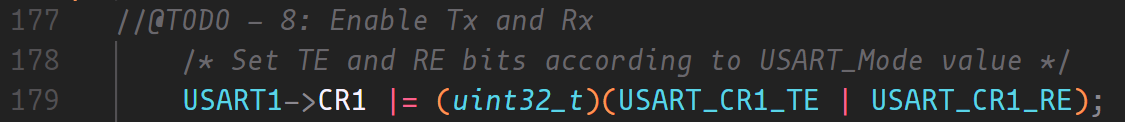 177 //@TODO - 8: Enable Tx and Rx
178 /* Set TE and RE bits according to USART_Mode value */
179 USART1->CR1 |= (uint32_t)(USART_CR1_TE | USART_CR1_RE);